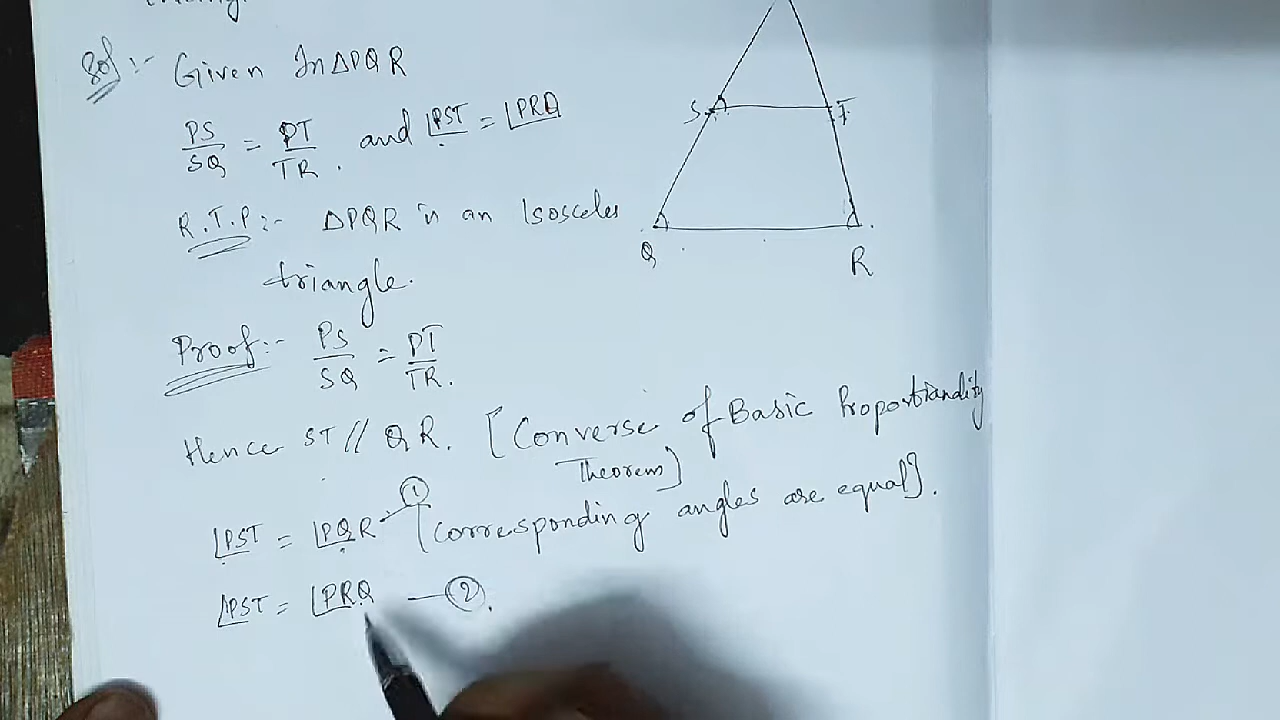 Sol:- Given In ΔPQR
PS/SQ = PT/TR. and ∠PST = ∠PRQ
R.T.P:- ΔPQR is an Isosceles
triangle.
Proof:- PS/SQ = PT/TR.
Hence ST // QR. [Converse of Basic Proportiandity
Theorem]
∠PST = ∠PQR — ① [Corresponding angles are equal].
∠PST = ∠PRQ — ②.
S
T
Q
R